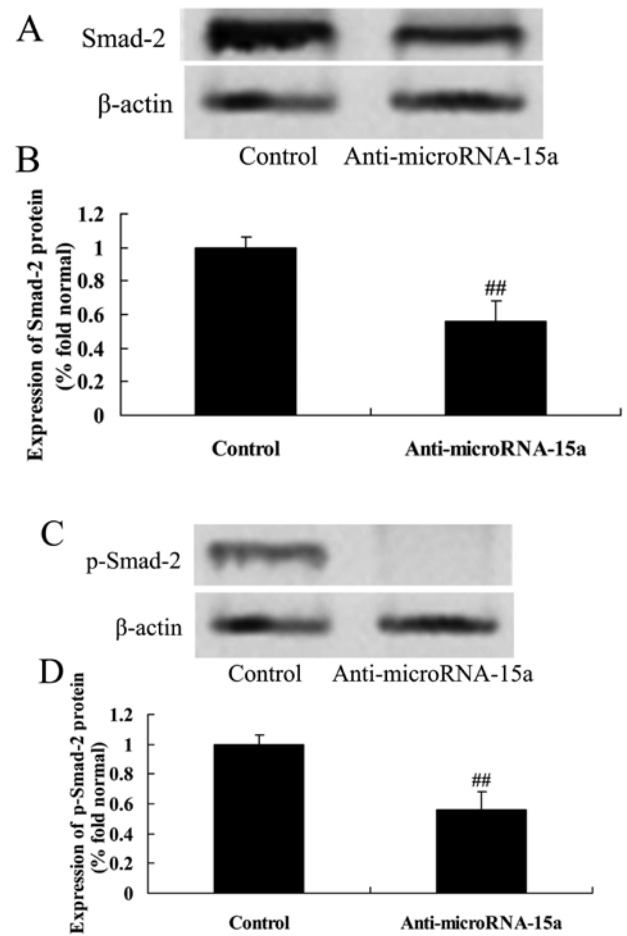 A
Smad-2
β-actin
Control Anti-microRNA-15a
B
Expression of Smad-2 protein
(% fold normal)
1.2
1
0.8
0.6
0.4
0.2
0
##
Control Anti-microRNA-15a
C
p-Smad-2
β-actin
Control Anti-microRNA-15a
D
Expression of p-Smad-2 protein
(% fold normal)
1.2
1
0.8
0.6
0.4
0.2
0
##
Control Anti-microRNA-15a